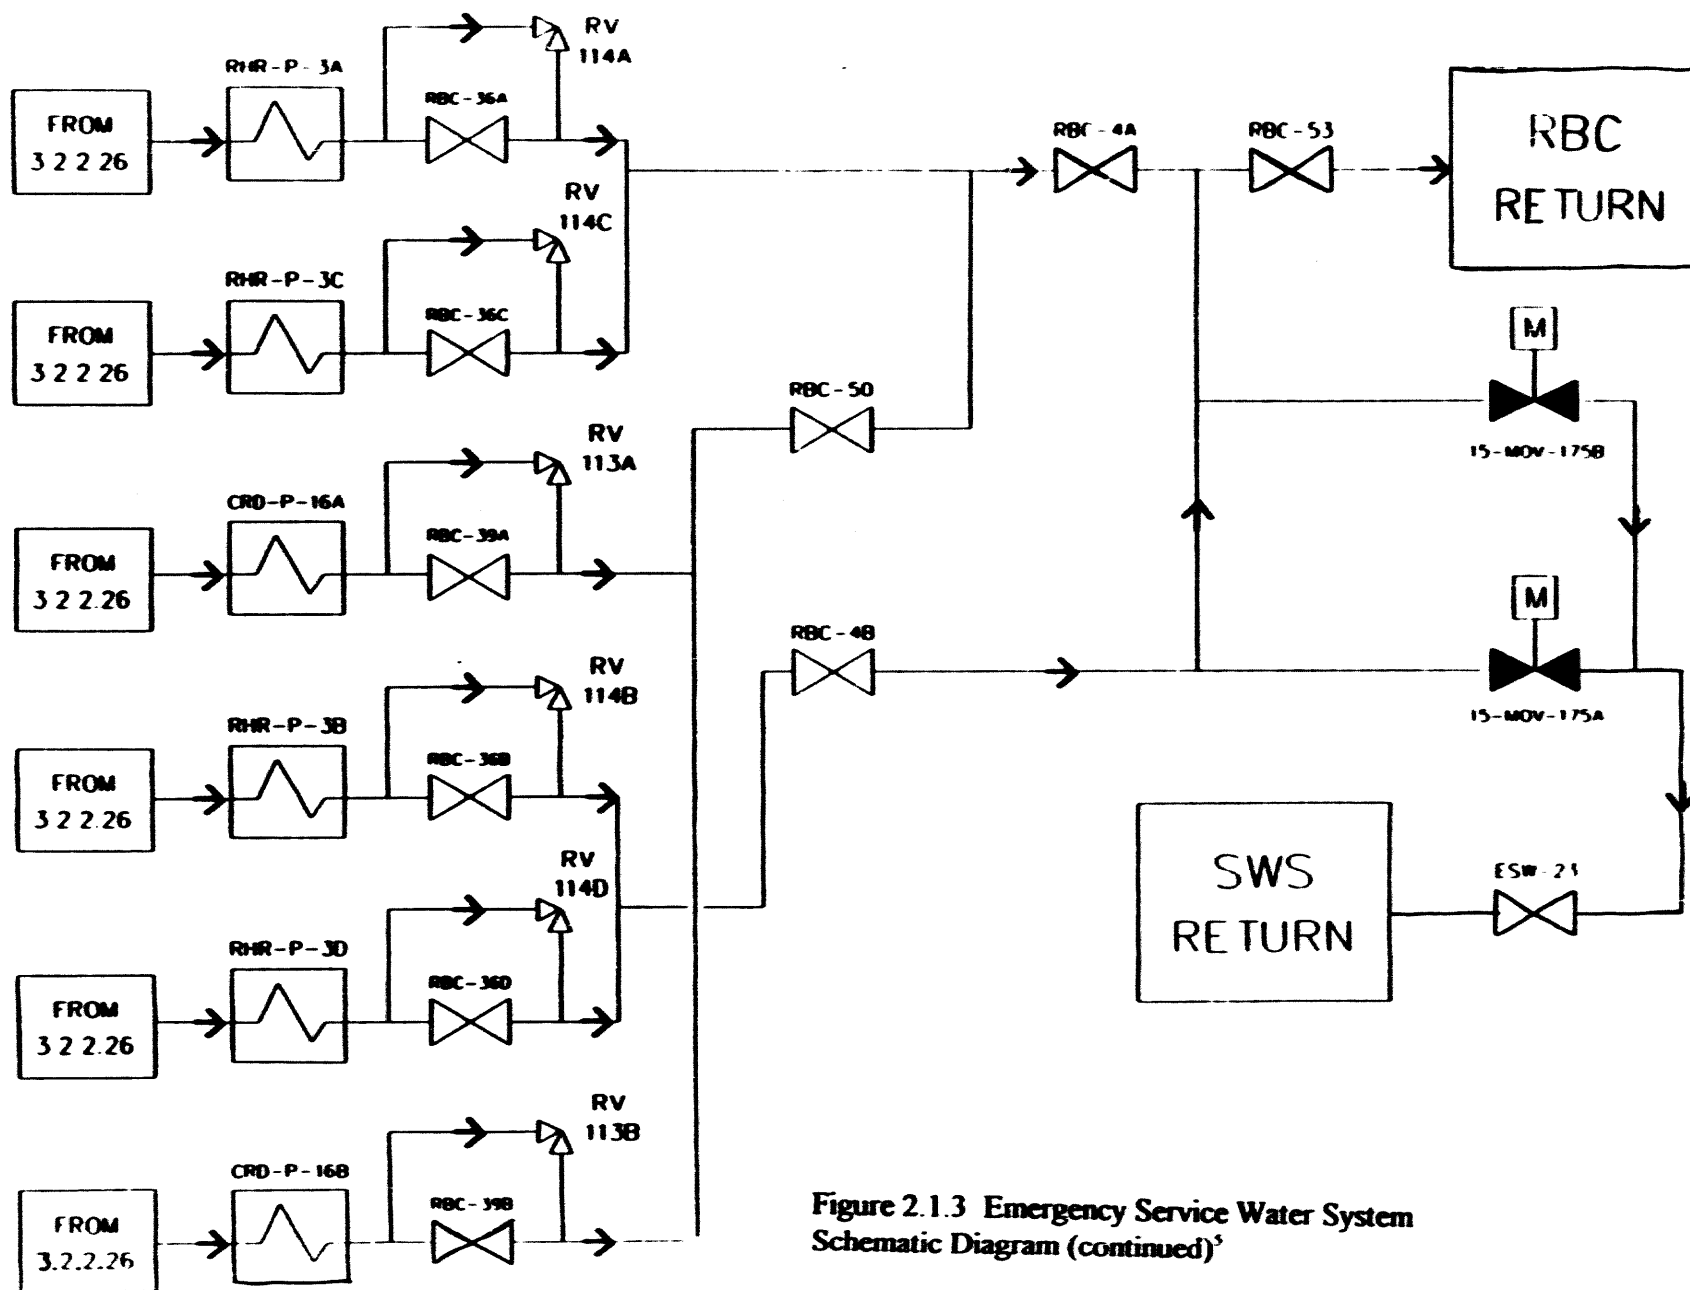 RV
114A
RHR-P-3A
RBC-36A
FROM
3 2 2 26
RBC-4A
RBC-53
RBC
RETURN
RV
114C
RHR-P-3C
RBC-36C
FROM
3 2 2 26
M
15-MOV-175B
RBC-50
RV
113A
CRD-P-16A
RBC-39A
FROM
3 2 2.26
M
15-MOV-175A
RBC-4B
RV
114B
RHR-P-3B
RBC-36B
FROM
3 2 2.26
SWS
RETURN
ESW-23
RV
114D
RHR-P-3D
RBC-36D
FROM
3 2 2.26
RV
113B
CRD-P-16B
RBC-39B
FROM
3.2.2.26
Figure 2.1.3 Emergency Service Water System
Schematic Diagram (continued)⁵